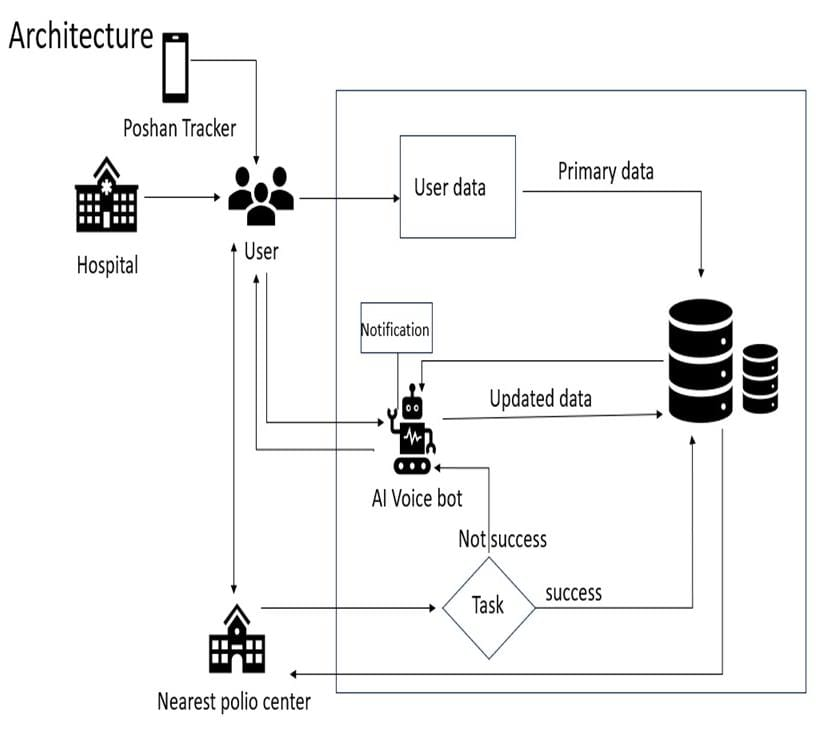 Architecture
Poshan Tracker
Hospital
User
User data
Primary data
Notification
Updated data
AI Voice bot
Not success
Task
success
Nearest polio center